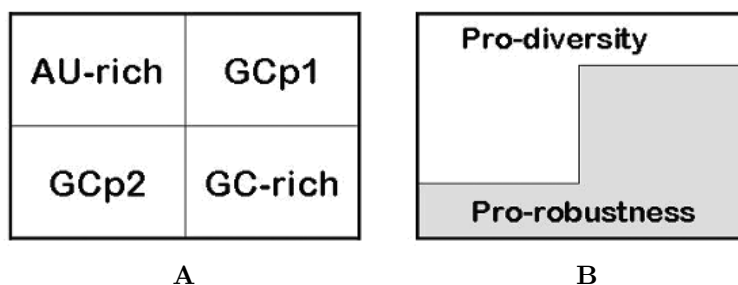 AU-rich
GCp1
GCp2
GC-rich
A
Pro-diversity
Pro-robustness
B